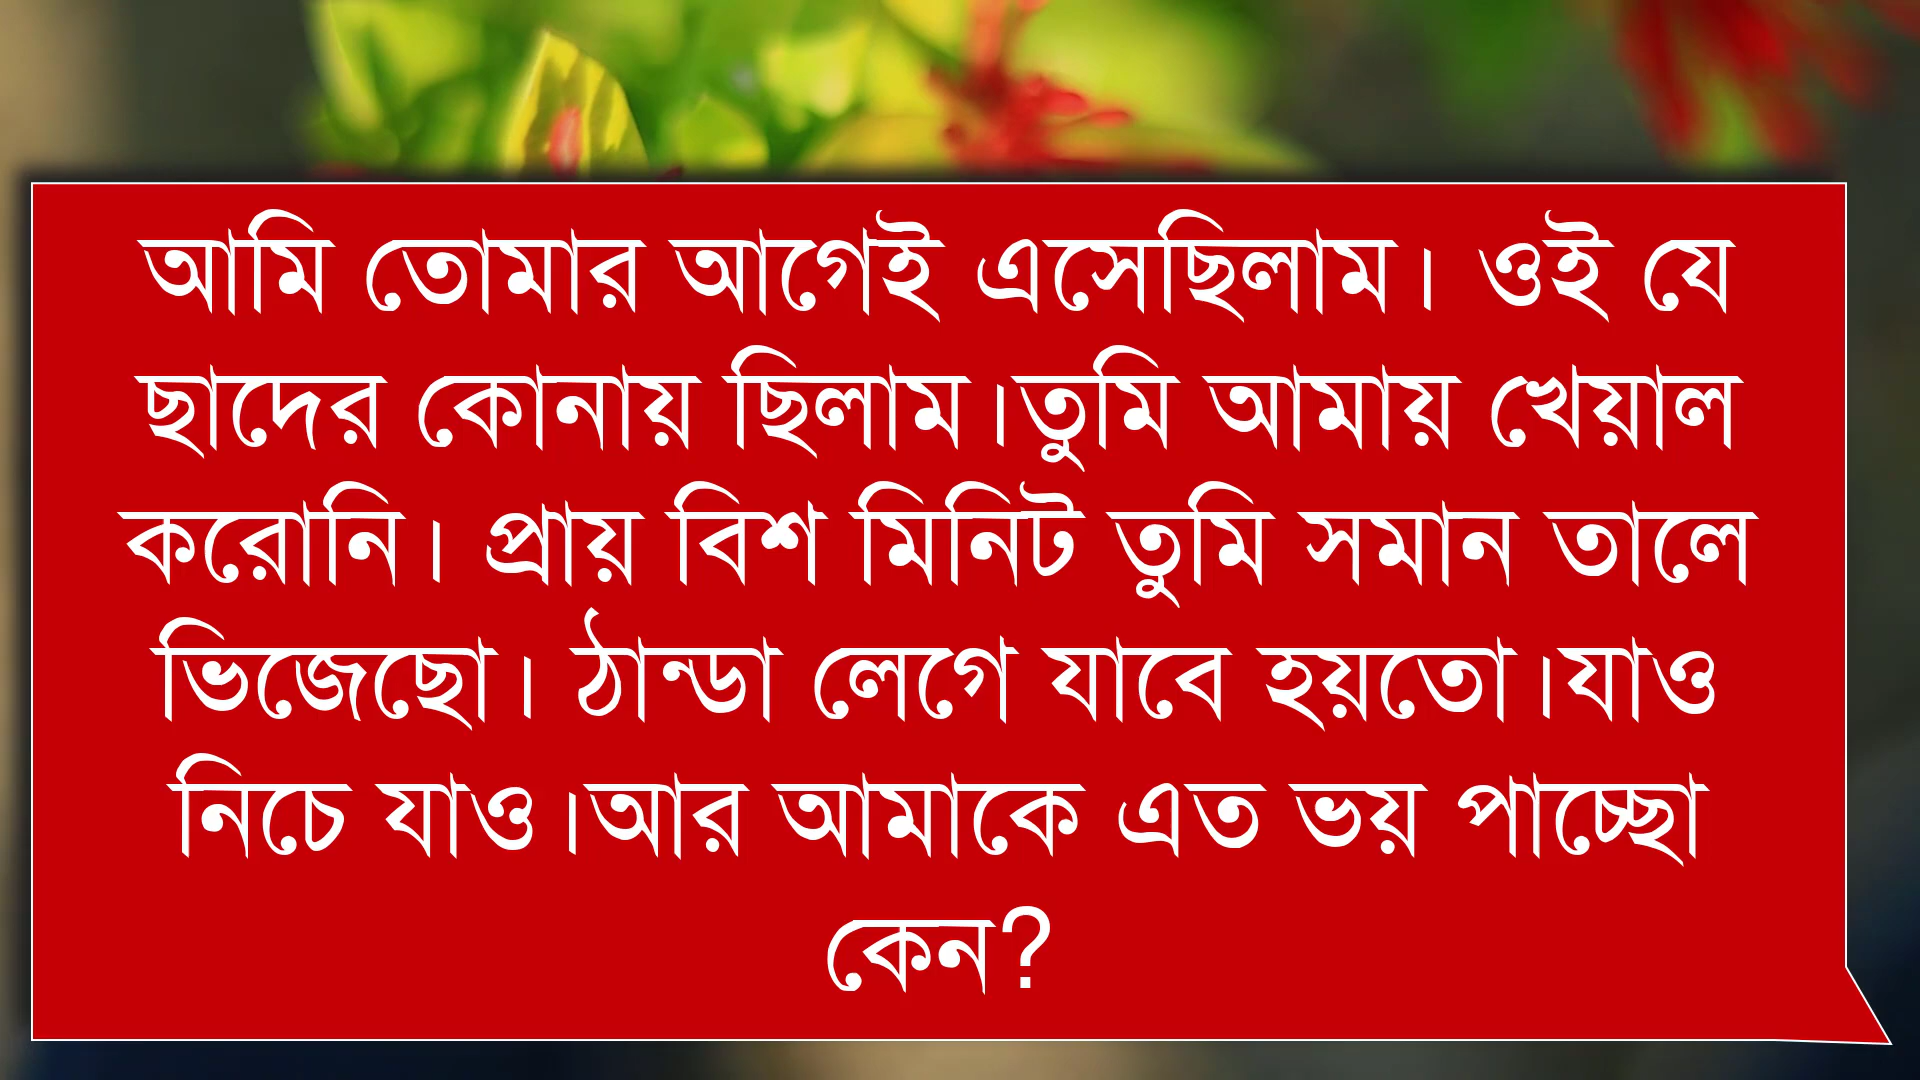 আমি তোমার আগেই এসেছিলাম। ওই যে
ছাদের কোনায় ছিলাম।তুমি আমায় খেয়াল
করোনি। প্রায় বিশ মিনিট তুমি সমান তালে
ভিজেছো। ঠান্ডা লেগে যাবে হয়তো।যাও
নিচে যাও।আর আমাকে এত ভয় পাচ্ছো
কেন?